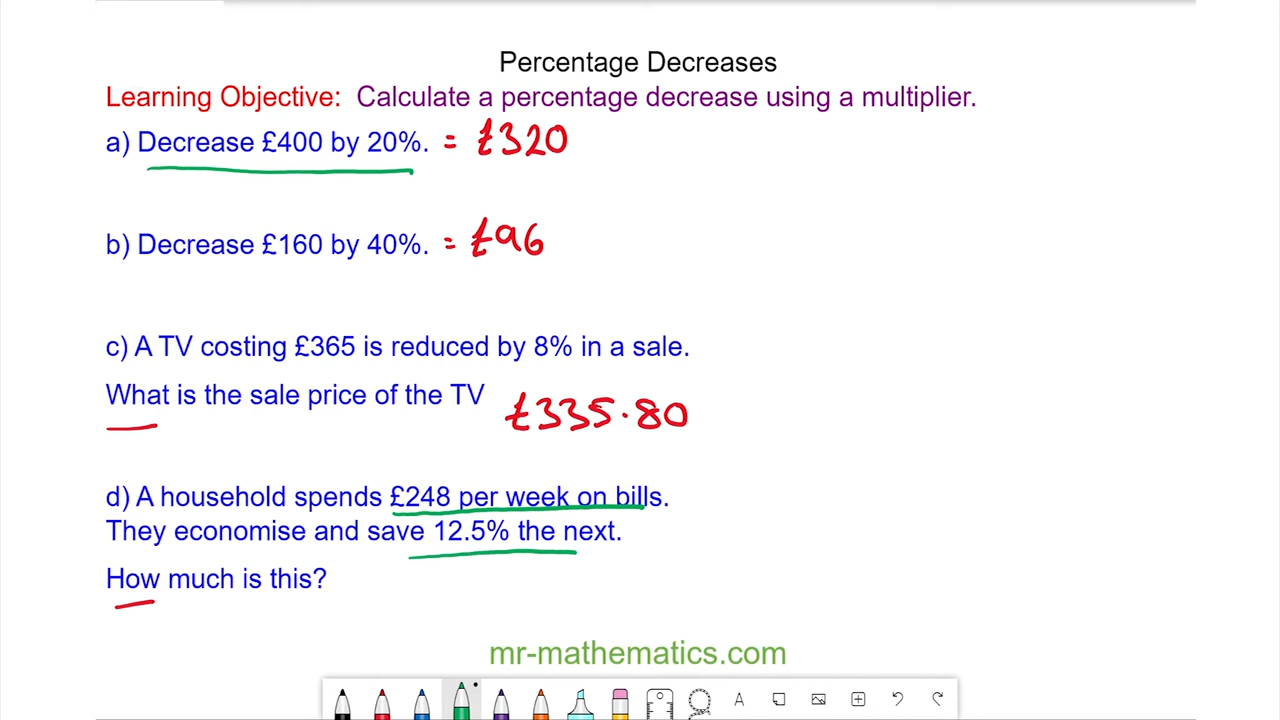 Percentage Decreases
Learning Objective: Calculate a percentage decrease using a multiplier.
a) Decrease £400 by 20%. = £320
b) Decrease £160 by 40%. = £96
c) A TV costing £365 is reduced by 8% in a sale.
What is the sale price of the TV £335.80
d) A household spends £248 per week on bills.
They economise and save 12.5% the next.
How much is this?
mr-mathematics.com
A